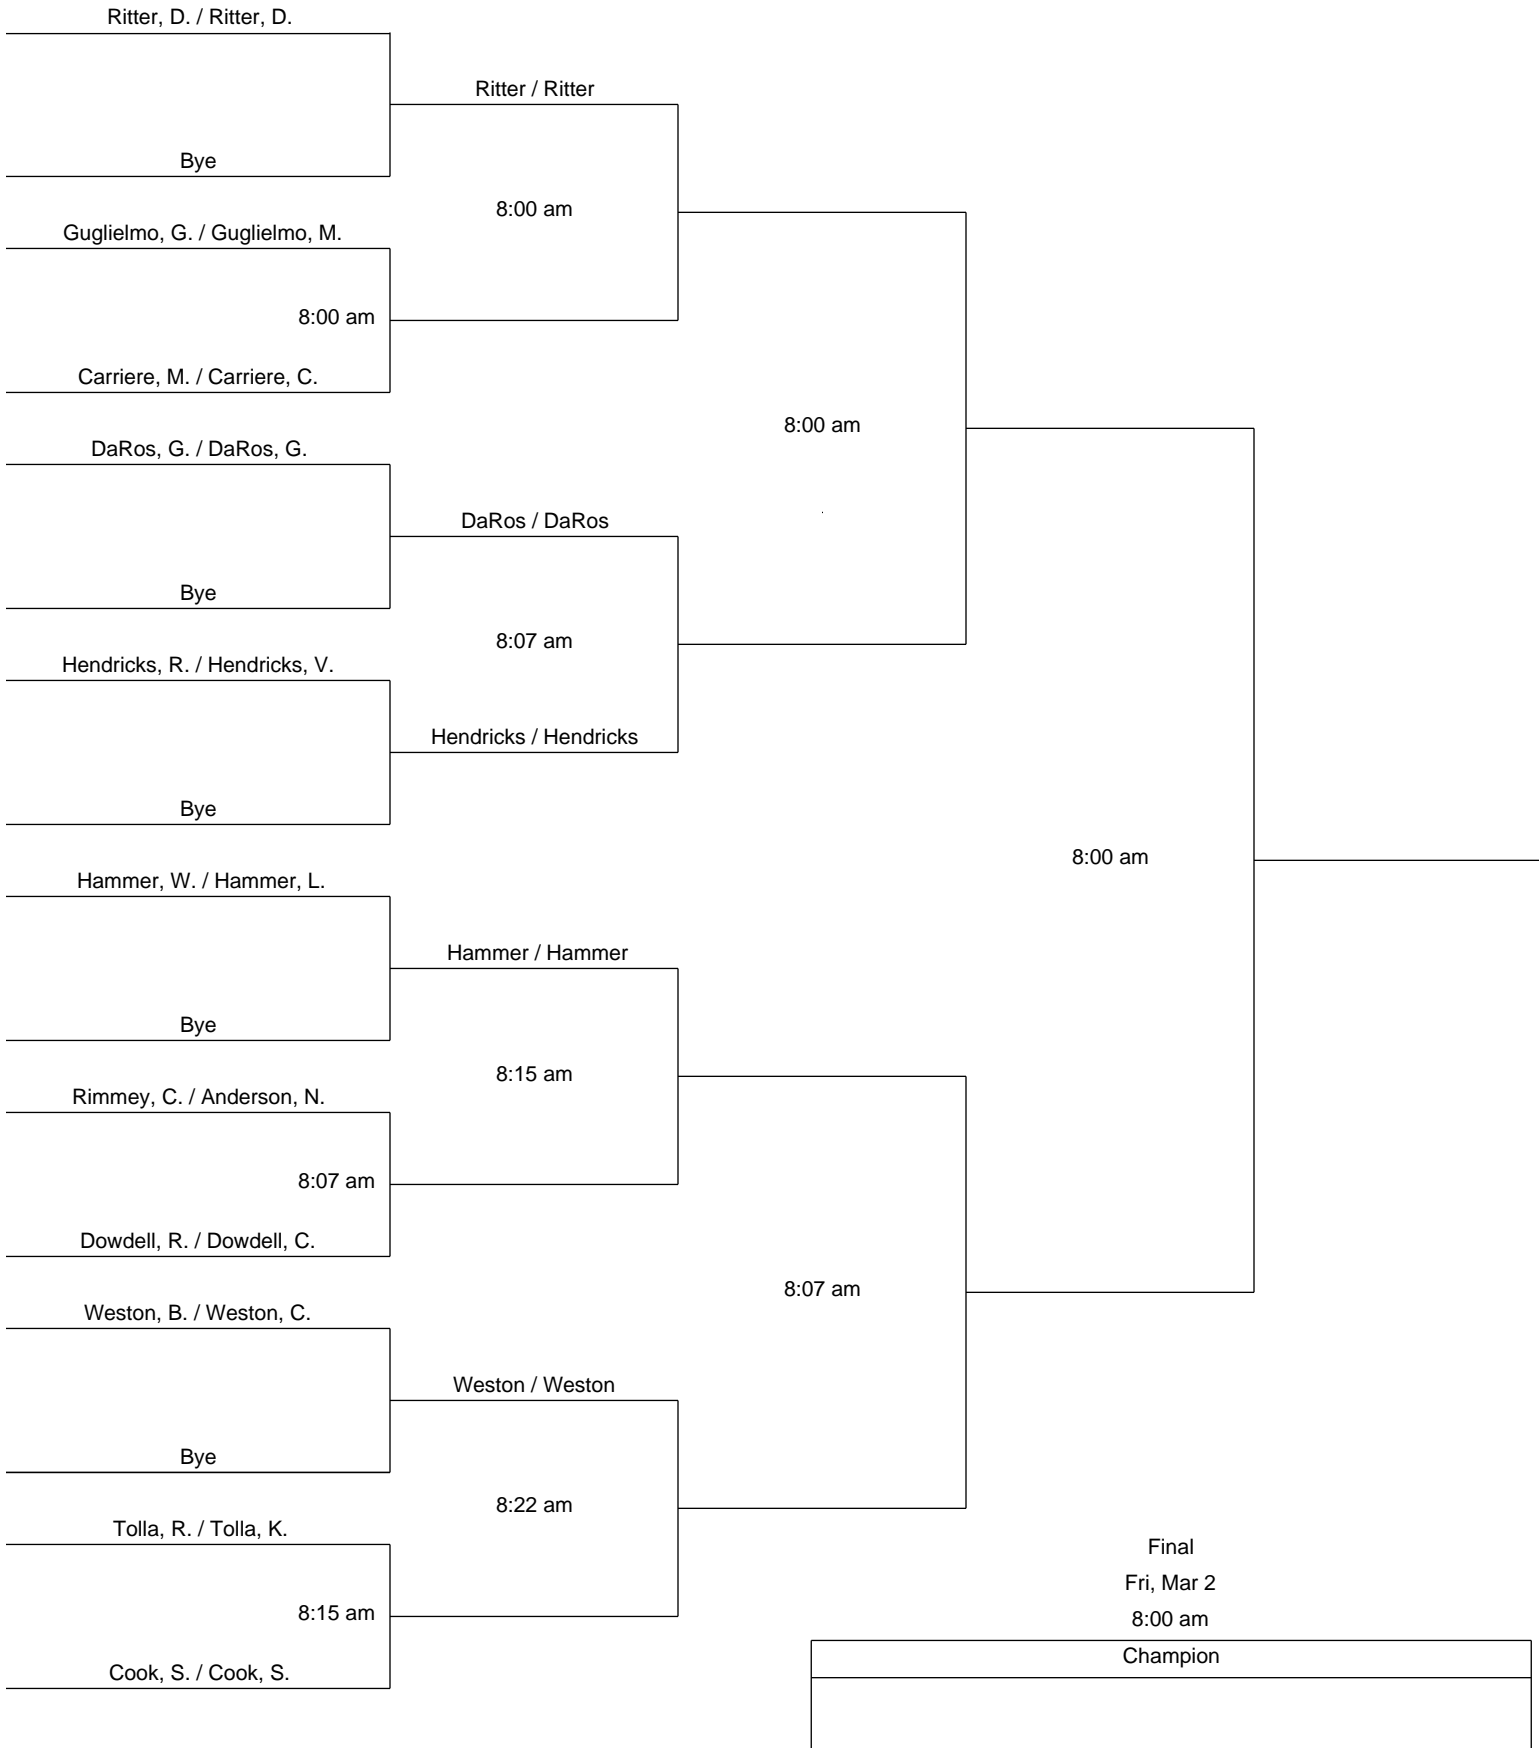 Ritter, D. / Ritter, D.
Ritter / Ritter
Bye
8:00 am
Guglielmo, G. / Guglielmo, M.
8:00 am
Carriere, M. / Carriere, C.
8:00 am
DaRos, G. / DaRos, G.
DaRos / DaRos
Bye
8:07 am
Hendricks, R. / Hendricks, V.
Hendricks / Hendricks
Bye
8:00 am
Hammer, W. / Hammer, L.
Hammer / Hammer
Bye
8:15 am
Rimmey, C. / Anderson, N.
8:07 am
Dowdell, R. / Dowdell, C.
8:07 am
Weston, B. / Weston, C.
Weston / Weston
Bye
8:22 am
Tolla, R. / Tolla, K.
8:15 am
Cook, S. / Cook, S.
Final
Fri, Mar 2
8:00 am
Champion